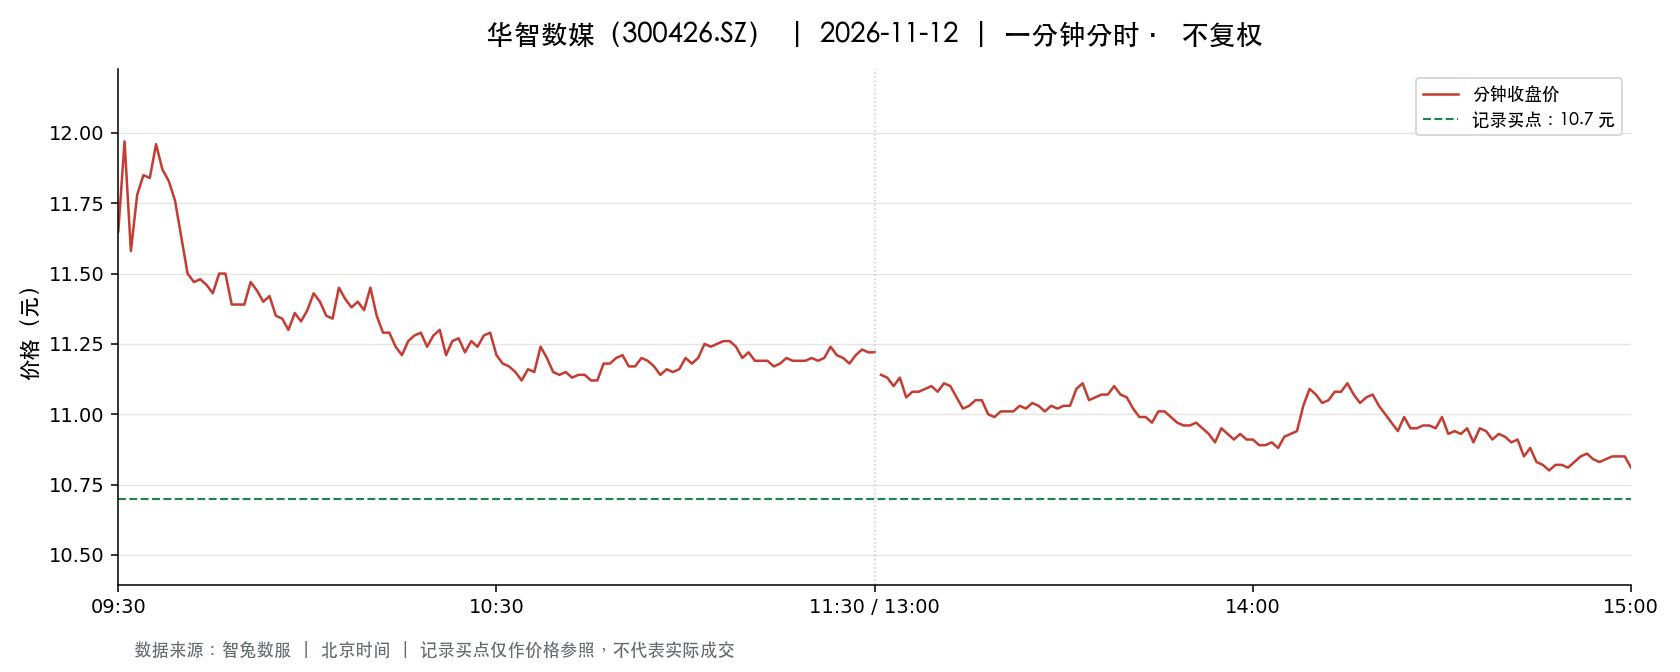 华智数媒（300426.SZ） | 2026-11-12 | 一分钟分时 · 不复权
分钟收盘价
记录买点：10.7 元
价格（元）
12.00
11.75
11.50
11.25
11.00
10.75
10.50
09:30
10:30
11:30 / 13:00
14:00
15:00
数据来源：智兔数服 | 北京时间 | 记录买点仅作价格参照，不代表实际成交